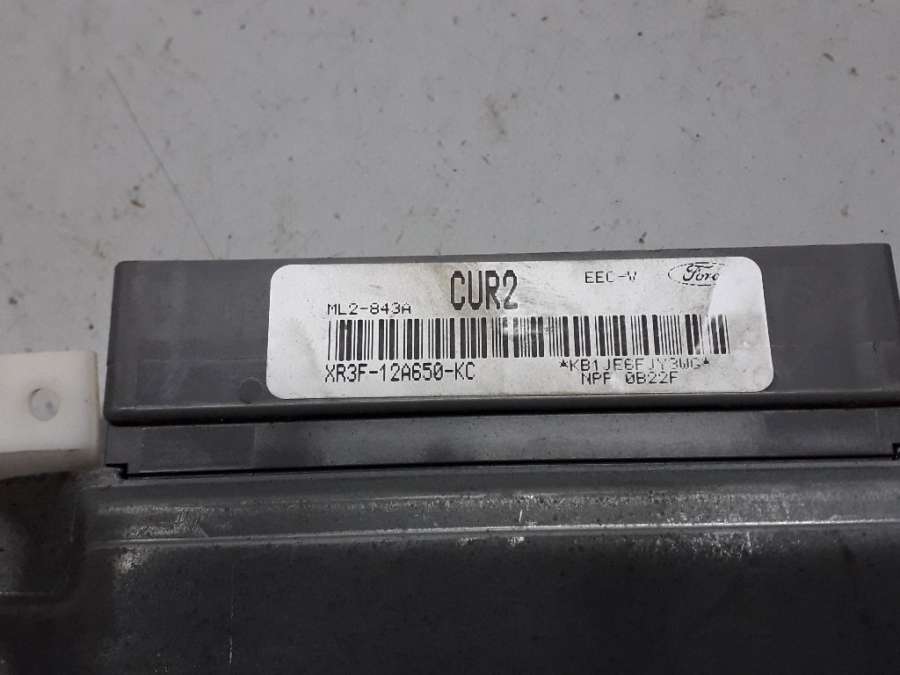 CUR2 EEC-V Ford
ML2-843A
XR3F-12A650-KC *KB1JE6FJY3WG*
NPF 0B22F